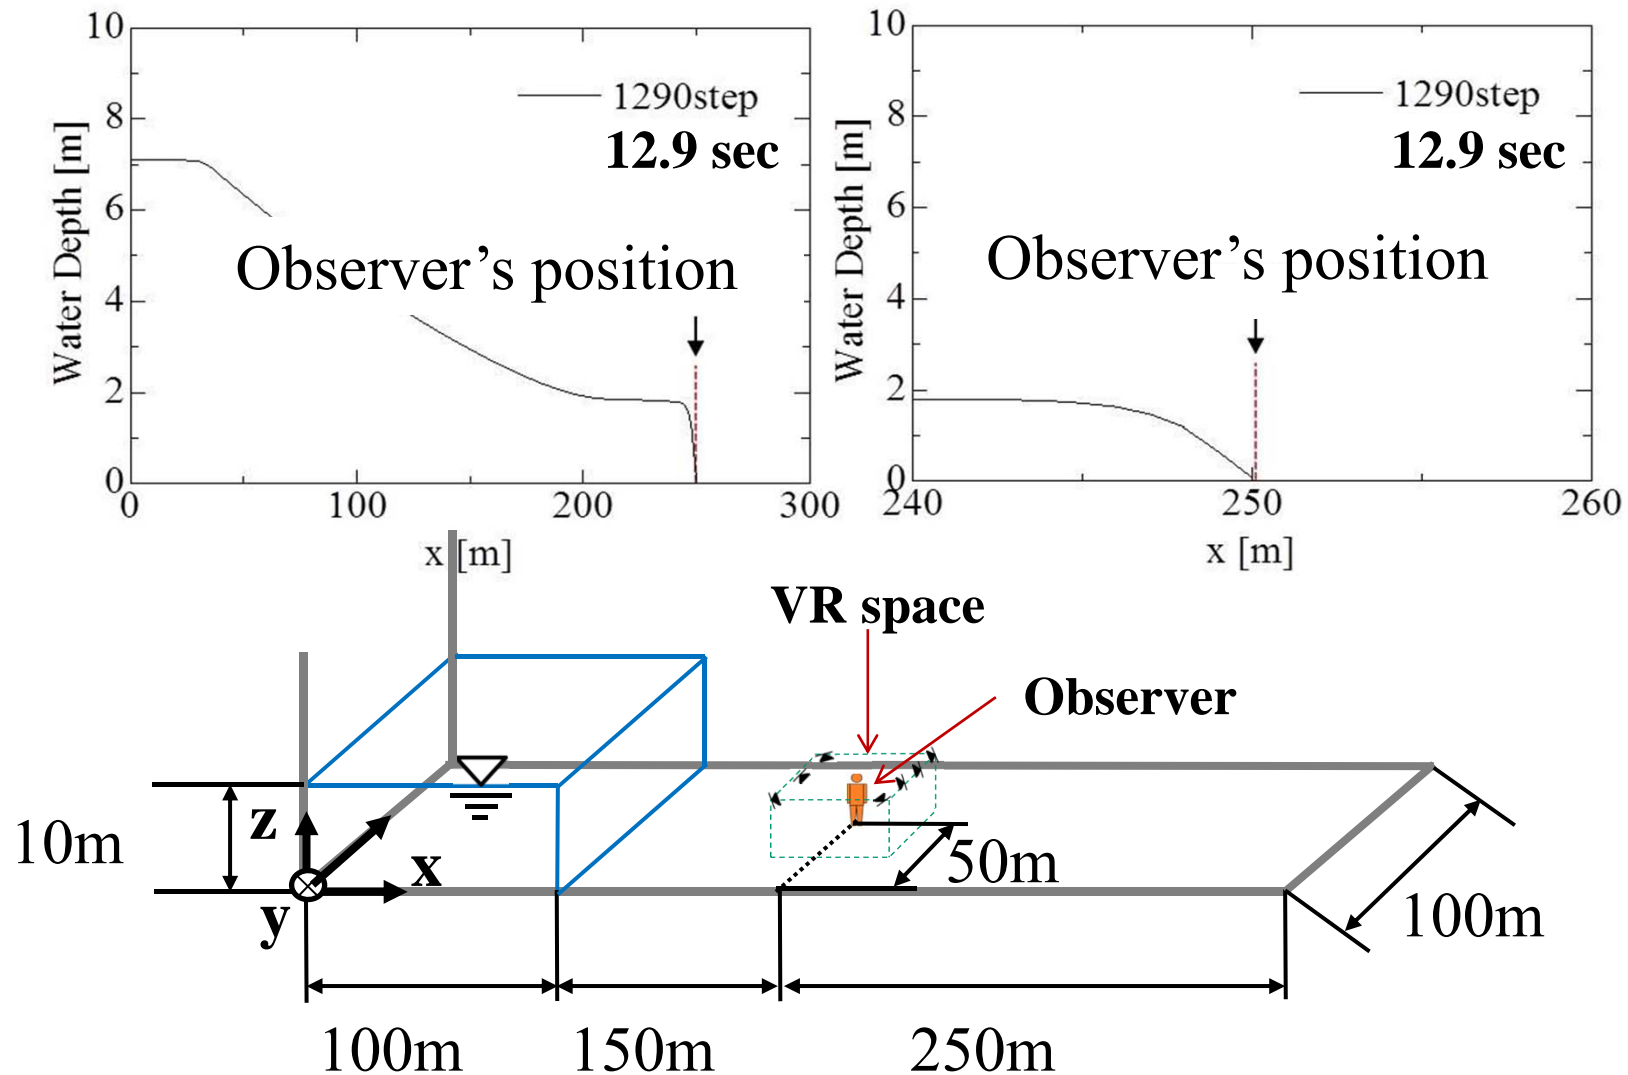 10
8
6
4
2
0
Water Depth [m]
1290step
12.9 sec
Observer’s position
0
100
200
300
x [m]
10
8
6
4
2
0
Water Depth [m]
1290step
12.9 sec
Observer’s position
240
250
260
x [m]
VR space
Observer
10m
z
x
y
50m
100m
100m
150m
250m